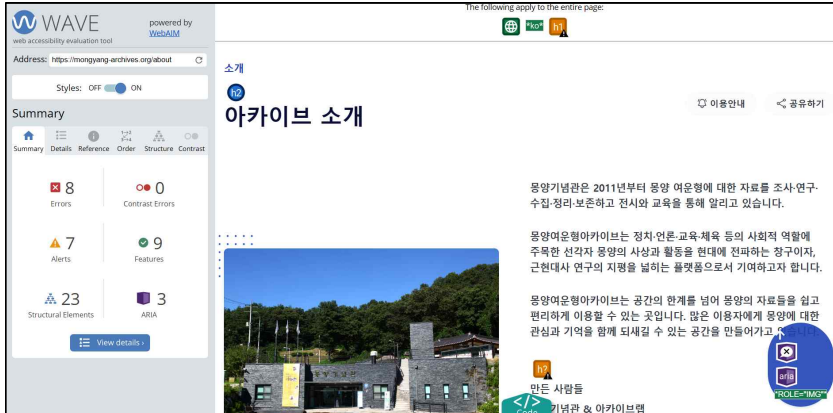 The following apply to the entire page:
*ko*
h1
WAVE
web accessibility evaluation tool
powered by
WebAIM
Address: https://mongyang-archives.org/about
Styles: OFF ON
Summary
Summary Details Reference Order Structure Contrast
8
Errors
0
Contrast Errors
7
Alerts
9
Features
23
Structural Elements
3
ARIA
View details ›
소개
h2
아카이브 소개
이용안내
공유하기
몽양기념관은 2011년부터 몽양 여운형에 대한 자료를 조사·연구·
수집·정리·보존하고 전시와 교육을 통해 알리고 있습니다.
몽양여운형아카이브는 정치·언론·교육·체육 등의 사회적 역할에
주목한 선각자 몽양의 사상과 활동을 현대에 전파하는 창구이자,
근현대사 연구의 지평을 넓히는 플랫폼으로서 기여하고자 합니다.
몽양여운형아카이브는 공간의 한계를 넘어 몽양의 자료들을 쉽고
편리하게 이용할 수 있는 곳입니다. 많은 이용자에게 몽양에 대한
관심과 기억을 함께 되새길 수 있는 공간을 만들어가고
h?
만든 사람들
기념관 & 아카이브랩
</>
Code
aria
*ROLE="IMG"*